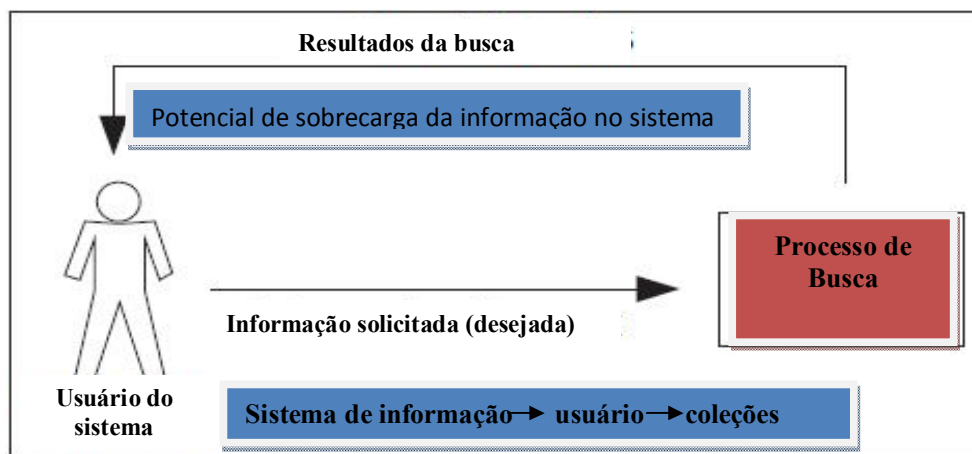 Resultados da busca
Potencial de sobrecarga da informação no sistema
Processo de
Busca
Informação solicitada (desejada)
Usuário do
sistema
Sistema de informação → usuário → coleções